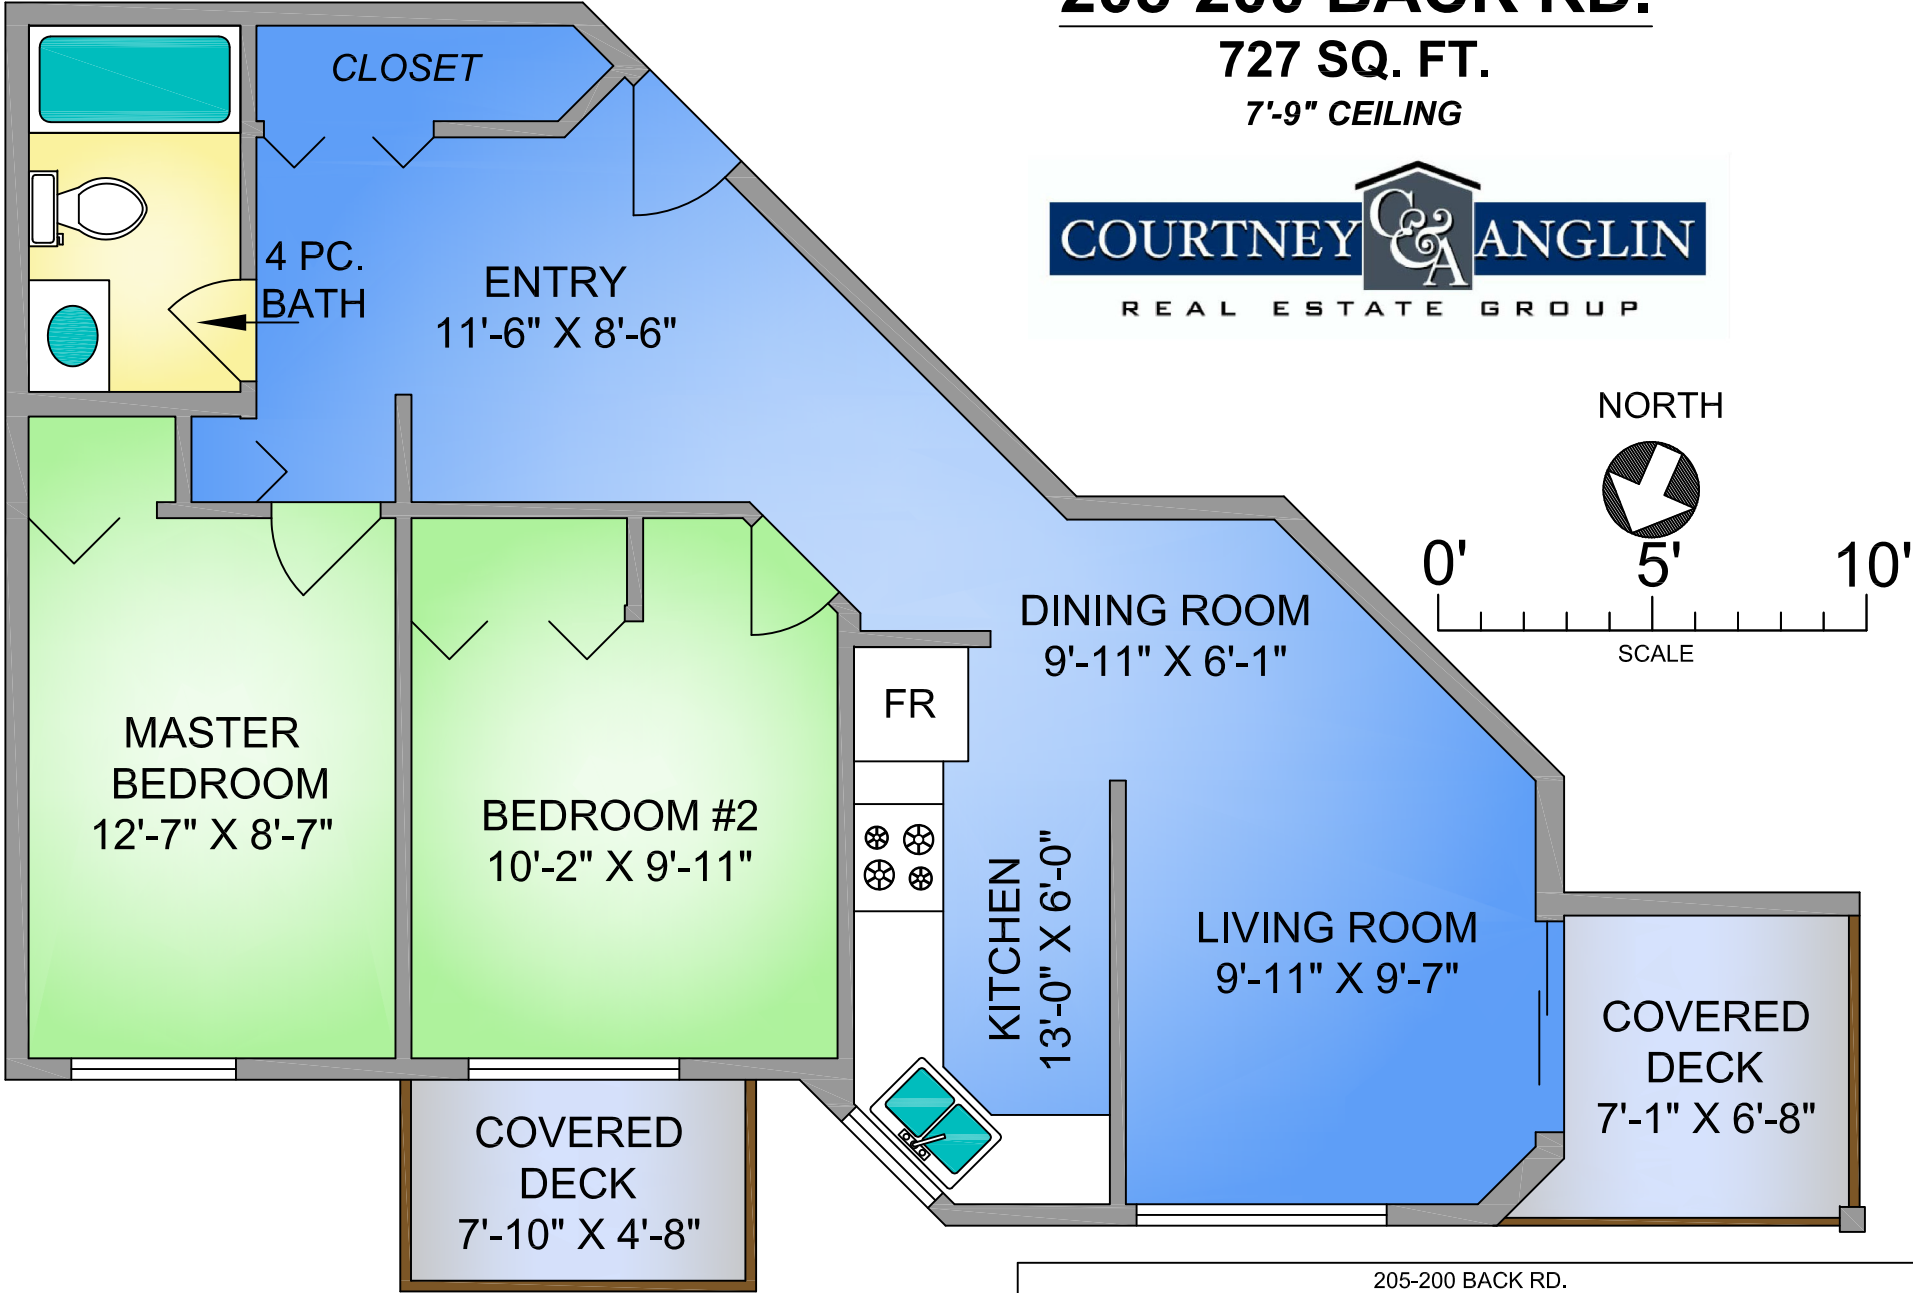 727 SQ. FT.
7'-9" CEILING
COURTNEY C&A ANGLIN
REAL ESTATE GROUP
CLOSET
4 PC.
BATH
ENTRY
11'-6" X 8'-6"
NORTH
0' 5' 10'
SCALE
DINING ROOM
9'-11" X 6'-1"
FR
MASTER
BEDROOM
12'-7" X 8'-7"
BEDROOM #2
10'-2" X 9'-11"
KITCHEN
13'-0" X 6'-0"
LIVING ROOM
9'-11" X 9'-7"
COVERED
DECK
7'-1" X 6'-8"
COVERED
DECK
7'-10" X 4'-8"
205-200 BACK RD.